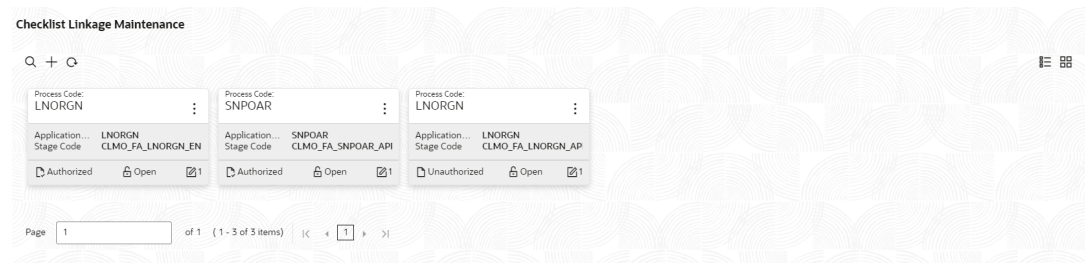 Checklist Linkage Maintenance
Process Code:
LNORGN
Application... LNORGN
Stage Code CLMO_FA_LNORGN_EN
Authorized Open 1
Process Code:
SNPOAR
Application... SNPOAR
Stage Code CLMO_FA_SNPOAR_API
Authorized Open 1
Process Code:
LNORGN
Application... LNORGN
Stage Code CLMO_FA_LNORGN_AP
Unauthorized Open 1
Page 1 of 1 (1 - 3 of 3 items) 1